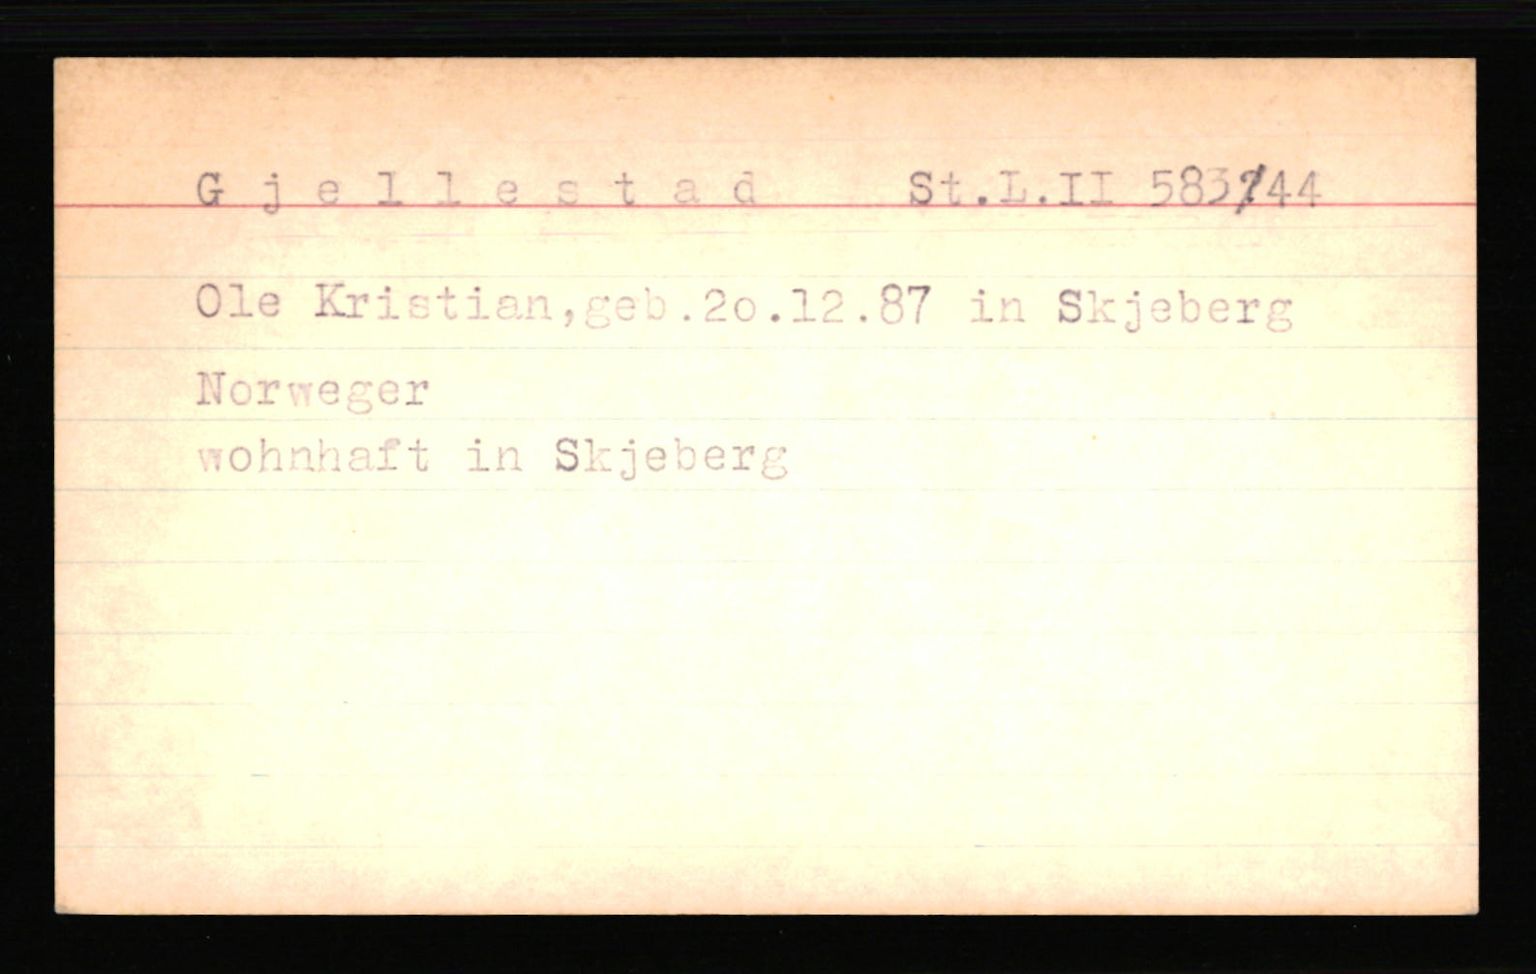 G j e l l e s t a d St.L.II 583/44
Ole Kristian,geb.2o.12.87 in Skjeberg
Norweger
wohnhaft in Skjeberg